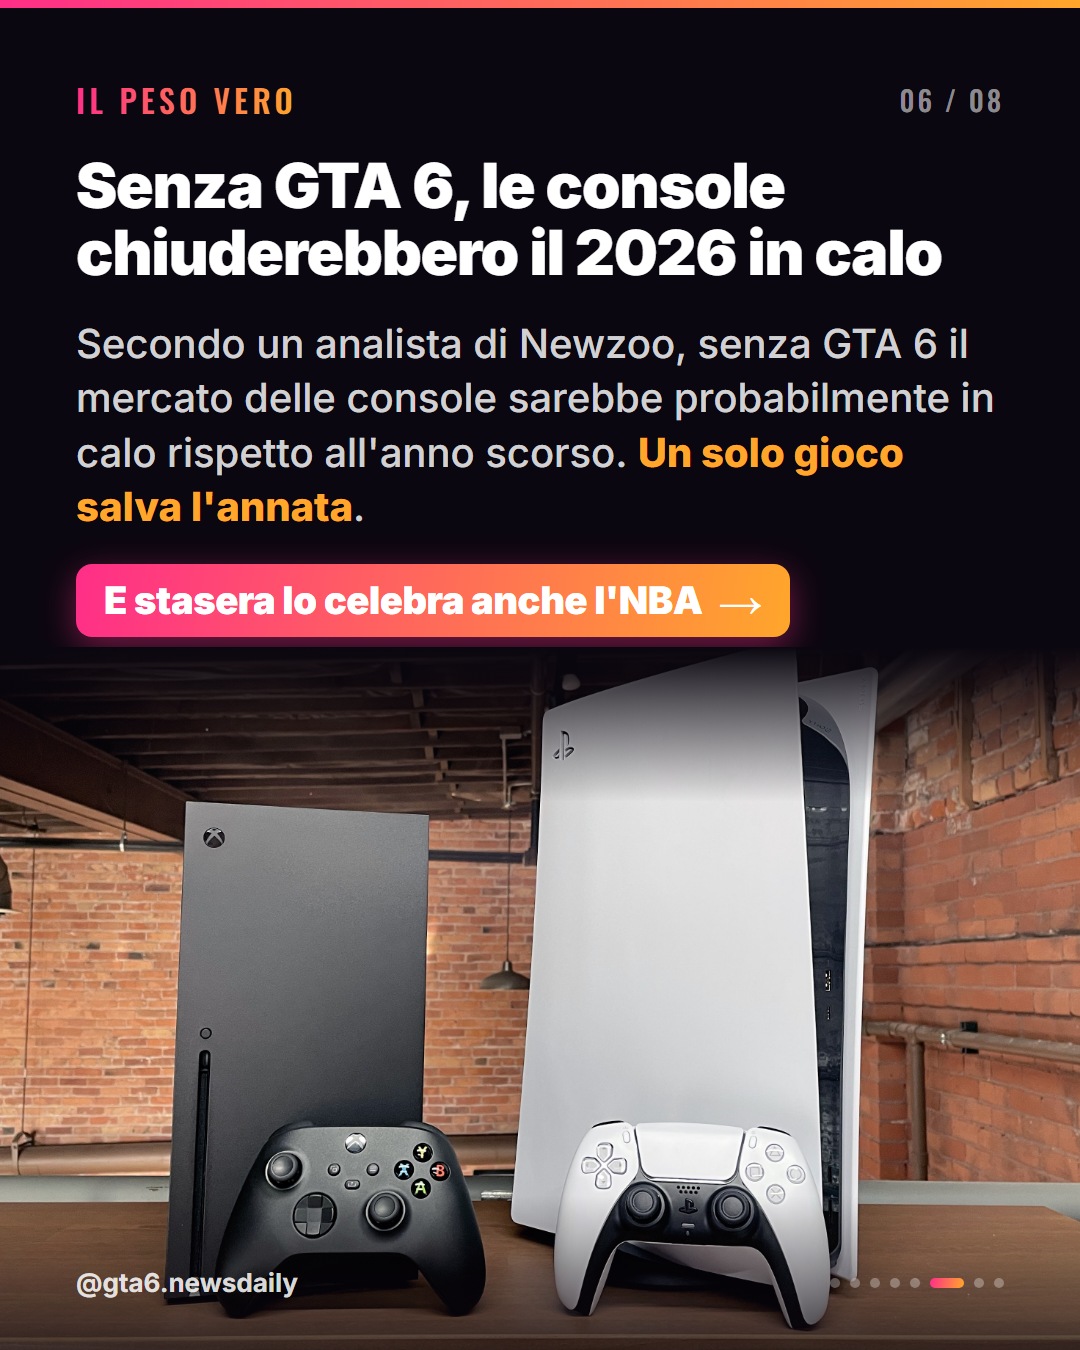 IL PESO VERO
06 / 08
Senza GTA 6, le console
chiuderebbero il 2026 in calo
Secondo un analista di Newzoo, senza GTA 6 il
mercato delle console sarebbe probabilmente in
calo rispetto all'anno scorso. Un solo gioco
salva l'annata.
E stasera lo celebra anche l'NBA →
Y
X
B
A
@gta6.newsdaily